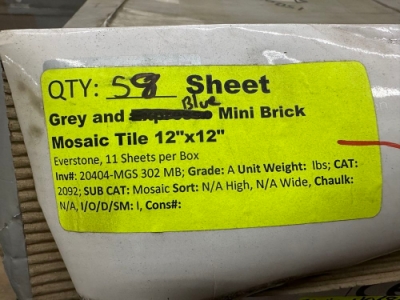 QTY: 58 Sheet
Blue
Grey and Mini Brick
Mosaic Tile 12"x12"
Everstone, 11 Sheets per Box
Inv#: 20404-MGS 302 MB; Grade: A Unit Weight: lbs; CAT:
2092; SUB CAT: Mosaic Sort: N/A High, N/A Wide, Chaulk:
N/A, I/O/D/SM: I, Cons#: